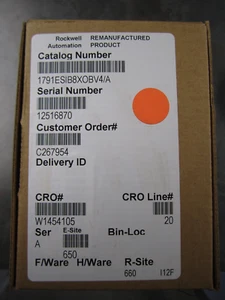 Rockwell REMANUFACTURED
Automation PRODUCT
Catalog Number
1791ESIB8XOBV4/A
Serial Number
12516870
Customer Order#
C267954
Delivery ID
CRO# CRO Line#
W1454105 20
Ser E-Site Bin-Loc
A 650
F/Ware H/Ware R-Site
660 I12F